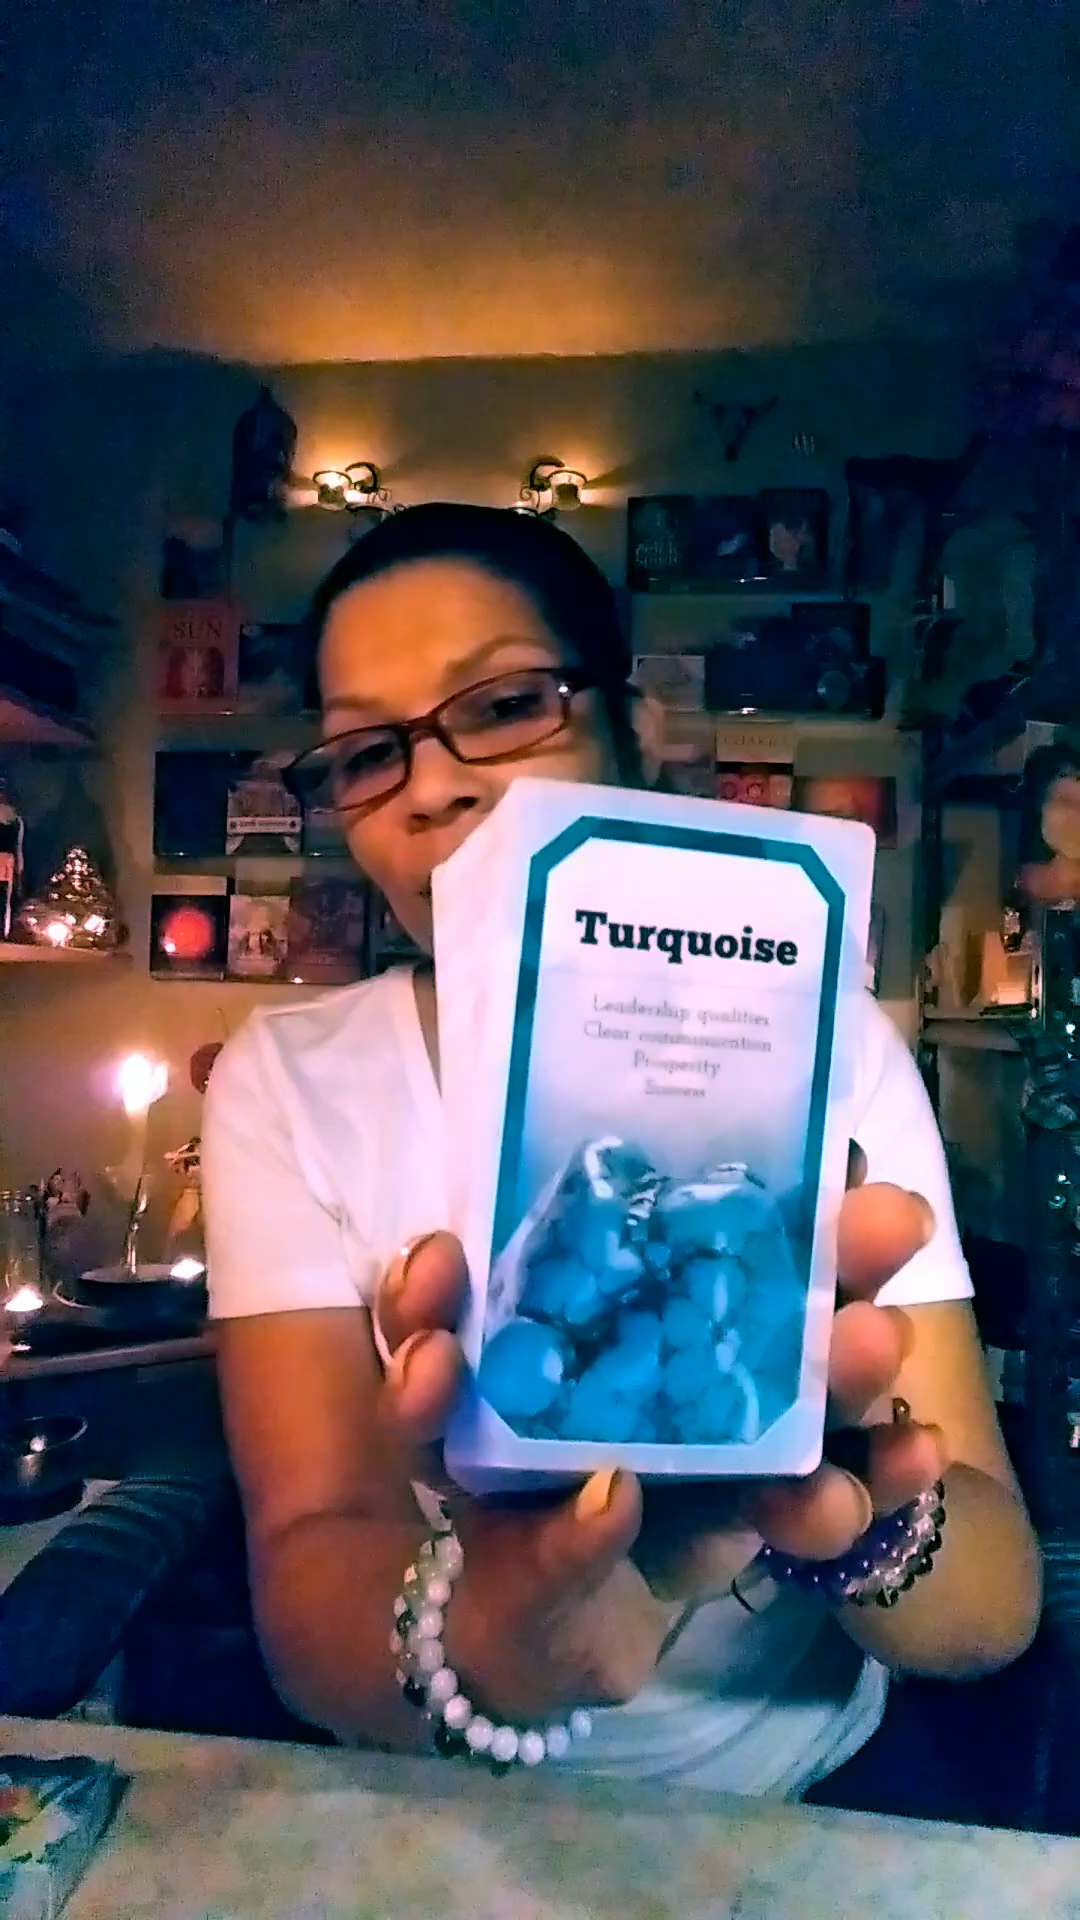 SUN
Turquoise
Leadership qualities
Clear communication
Prosperity
Success